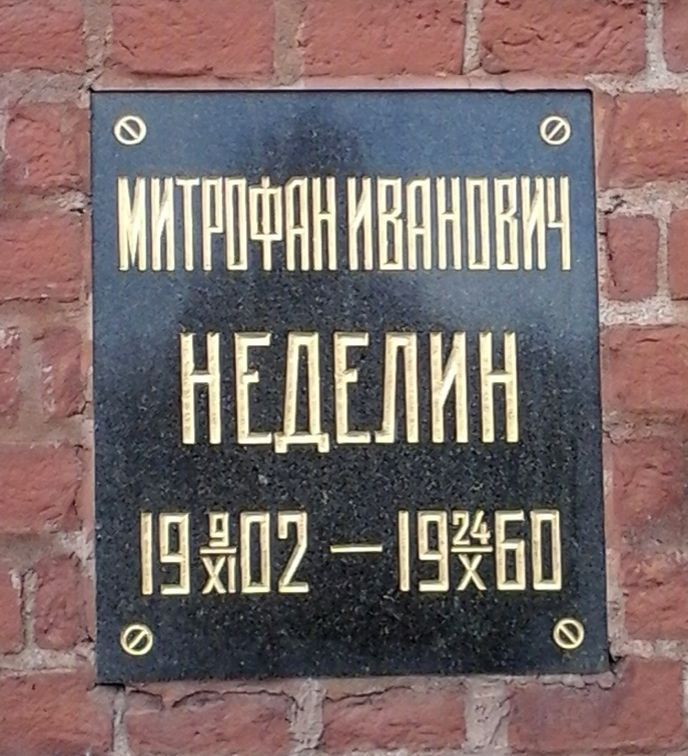 МИТРОФАН ИВАНОВИЧ
НЕДЕЛИН
19 9/XI 02 — 19 24/X 60